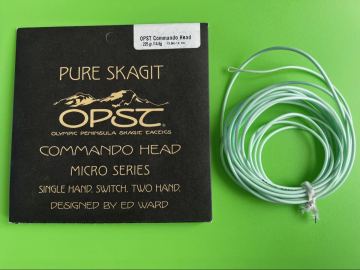 OPST Commando Head
PURE SKAGIT
OPST
OLYMPIC PENINSULA SKAGIT TACTICS
COMMANDO HEAD
MICRO SERIES
SINGLE HAND. SWITCH. TWO HAND.
DESIGNED BY ED WARD